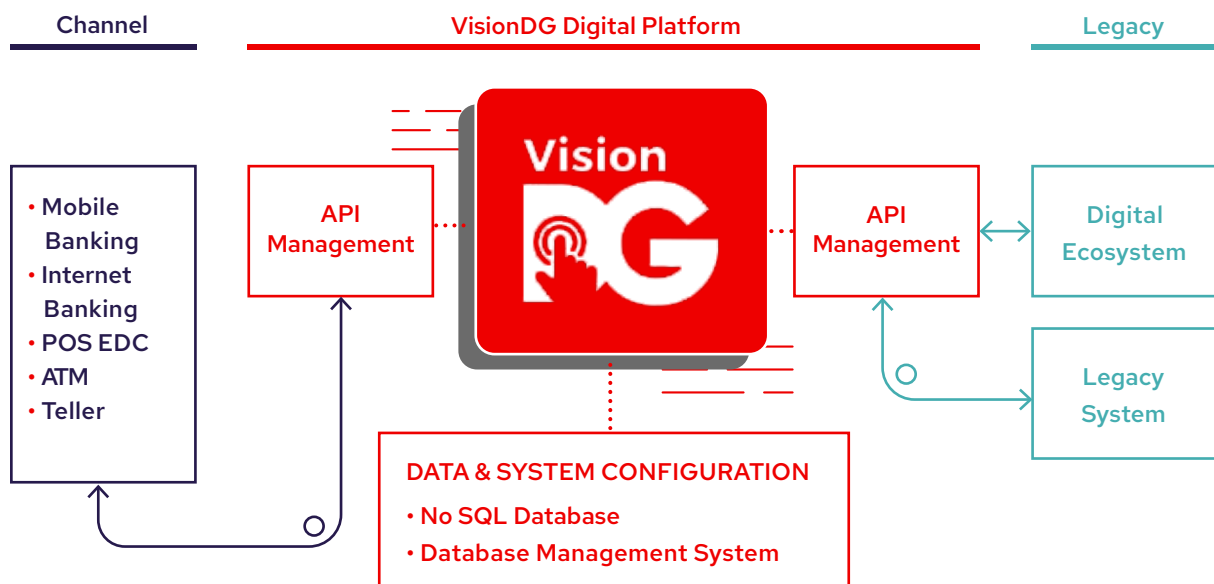 Channel
VisionDG Digital Platform
Legacy
• Mobile
Banking
• Internet
Banking
• POS EDC
• ATM
• Teller
API
Management
Vision
DG
API
Management
Digital
Ecosystem
Legacy
System
DATA & SYSTEM CONFIGURATION
• No SQL Database
• Database Management System